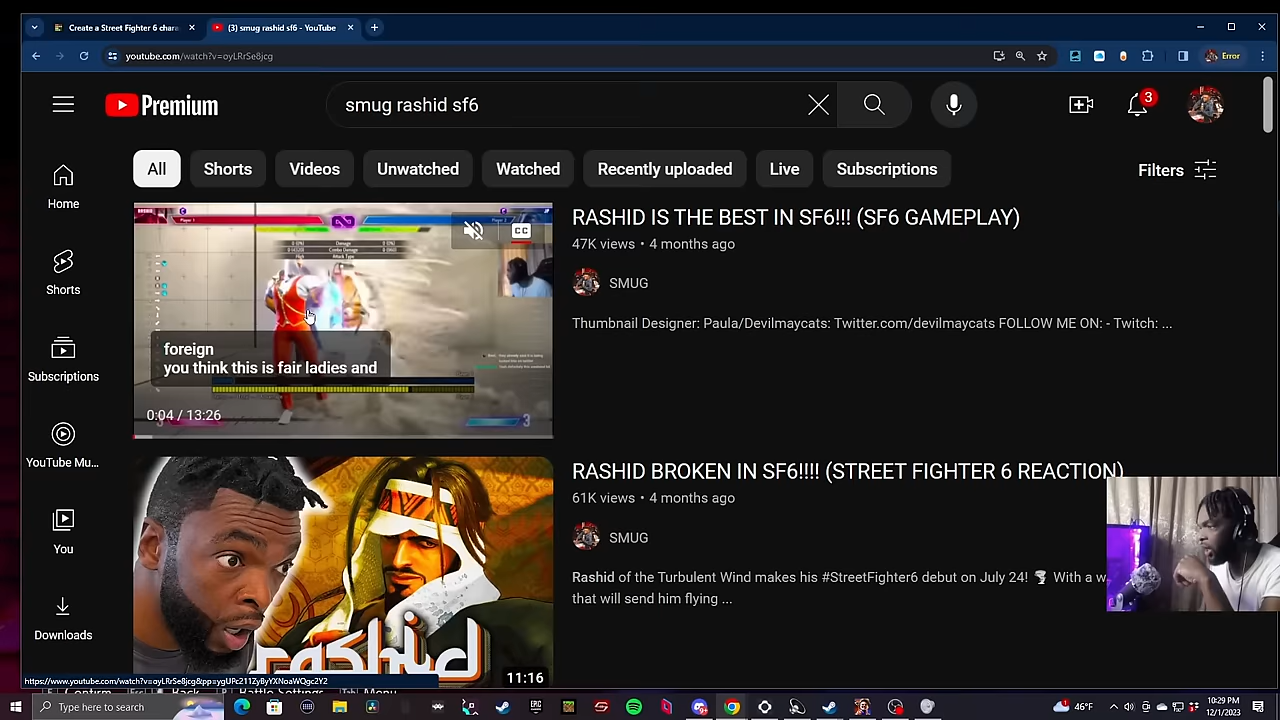 Create a Street Fighter 6 chara
(3) smug rashid sf6 - YouTube
youtube.com/watch?v=oyLRrSe8jcg
Error
Premium
smug rashid sf6
3
All
Shorts
Videos
Unwatched
Watched
Recently uploaded
Live
Subscriptions
Filters
Home
Shorts
Subscriptions
YouTube Mu...
You
Downloads
CC
foreign
you think this is fair ladies and
0:04 / 13:26
RASHID IS THE BEST IN SF6!!! (SF6 GAMEPLAY)
47K views • 4 months ago
SMUG
Thumbnail Designer: Paula/Devilmaycats: Twitter.com/devilmaycats FOLLOW ME ON: - Twitch: ...
rashid
11:16
RASHID BROKEN IN SF6!!!! (STREET FIGHTER 6 REACTION)
61K views • 4 months ago
SMUG
Rashid of the Turbulent Wind makes his #StreetFighter6 debut on July 24! With a w
that will send him flying ...
Type here to search
46°F
10:29 PM
12/1/2023